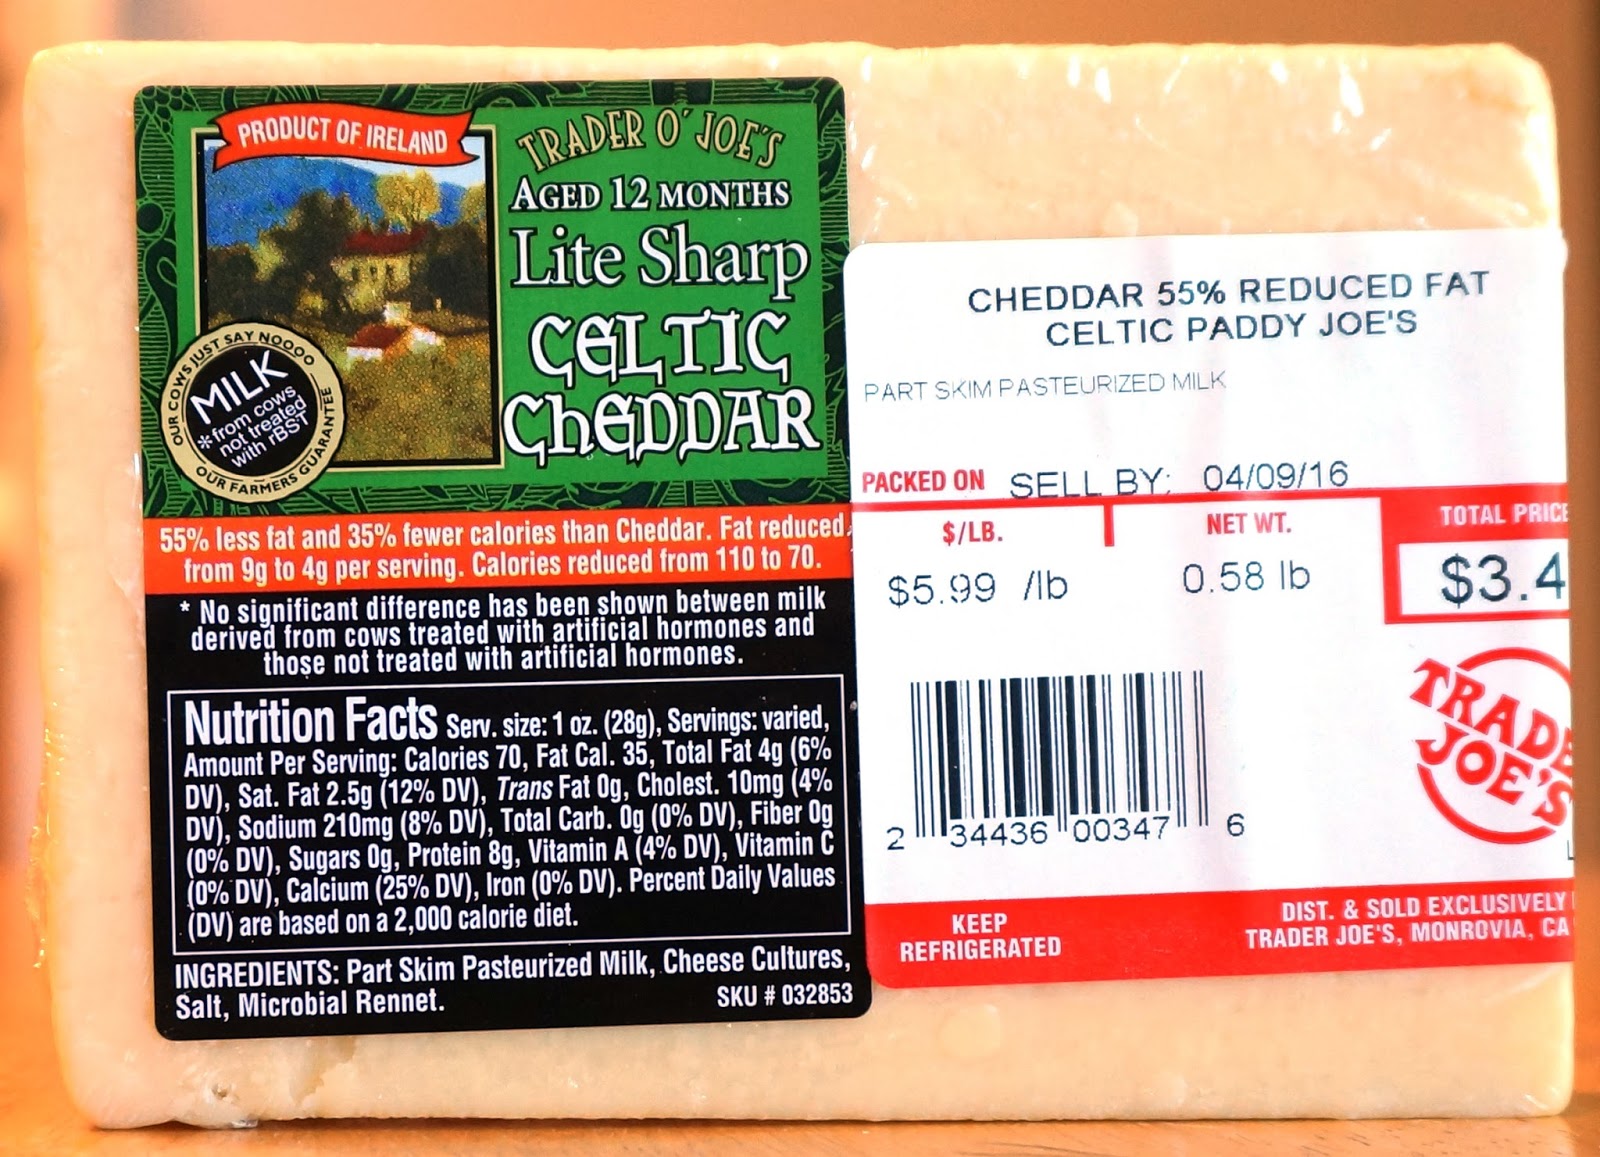 PRODUCT OF IRELAND
TRADER O' JOE'S
AGED 12 MONTHS
Lite Sharp
CELTIC
CHEDDAR
OUR COWS JUST SAY NOOOO
MILK
*from cows
not treated
with rBST
OUR FARMERS GUARANTEE
55% less fat and 35% fewer calories than Cheddar. Fat reduced
from 9g to 4g per serving. Calories reduced from 110 to 70.
* No significant difference has been shown between milk
derived from cows treated with artificial hormones and
those not treated with artificial hormones.
Nutrition Facts Serv. size: 1 oz. (28g), Servings: varied,
Amount Per Serving: Calories 70, Fat Cal. 35, Total Fat 4g (6%
DV), Sat. Fat 2.5g (12% DV), Trans Fat 0g, Cholest. 10mg (4%
DV), Sodium 210mg (8% DV), Total Carb. 0g (0% DV), Fiber 0g
(0% DV), Sugars 0g, Protein 8g, Vitamin A (4% DV), Vitamin C
(0% DV), Calcium (25% DV), Iron (0% DV). Percent Daily Values
(DV) are based on a 2,000 calorie diet.
INGREDIENTS: Part Skim Pasteurized Milk, Cheese Cultures,
Salt, Microbial Rennet.
SKU # 032853
CHEDDAR 55% REDUCED FAT
CELTIC PADDY JOE'S
PART SKIM PASTEURIZED MILK
PACKED ON SELL BY: 04/09/16
$/LB. NET WT. TOTAL PRICE
$5.99 /lb 0.58 lb $3.4
2 34436 00347 6
TRADER
JOE'S
KEEP
REFRIGERATED
DIST. & SOLD EXCLUSIVELY
TRADER JOE'S, MONROVIA, CA